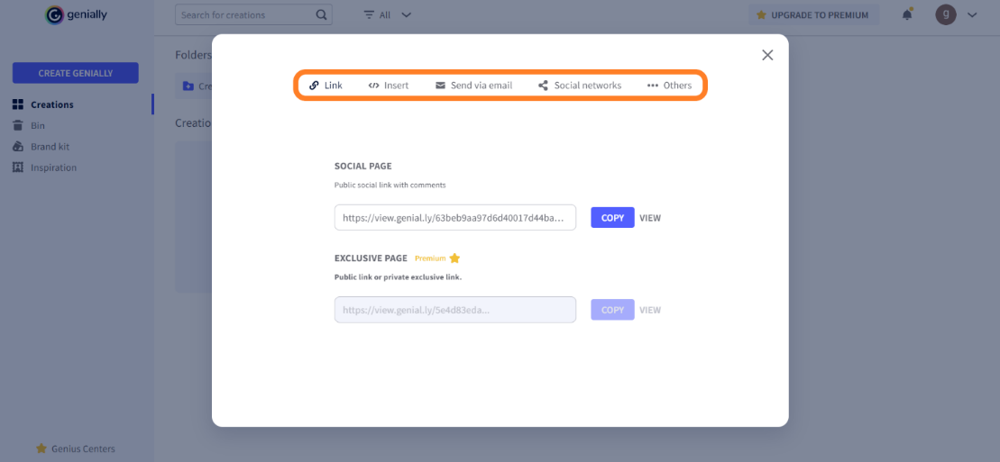 genially
Search for creations
All
UPGRADE TO PREMIUM
g
CREATE GENIALLY
Creations
Bin
Brand kit
Inspiration
Genius Centers
Folders
Cre
Creatio
Link
Insert
Send via email
Social networks
Others
SOCIAL PAGE
Public social link with comments
https://view.genial.ly/63beb9aa97d6d40017d44ba...
COPY
VIEW
EXCLUSIVE PAGE Premium
Public link or private exclusive link.
https://view.genial.ly/5e4d83eda...
COPY
VIEW